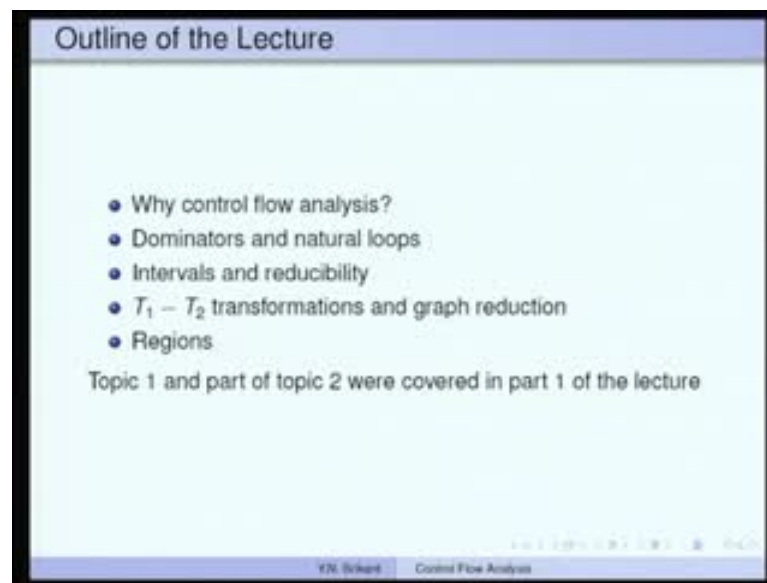 Outline of the Lecture
Why control flow analysis?
Dominators and natural loops
Intervals and reducibility
T₁ − T₂ transformations and graph reduction
Regions
Topic 1 and part of topic 2 were covered in part 1 of the lecture
Y.N. Srikant Control Flow Analysis